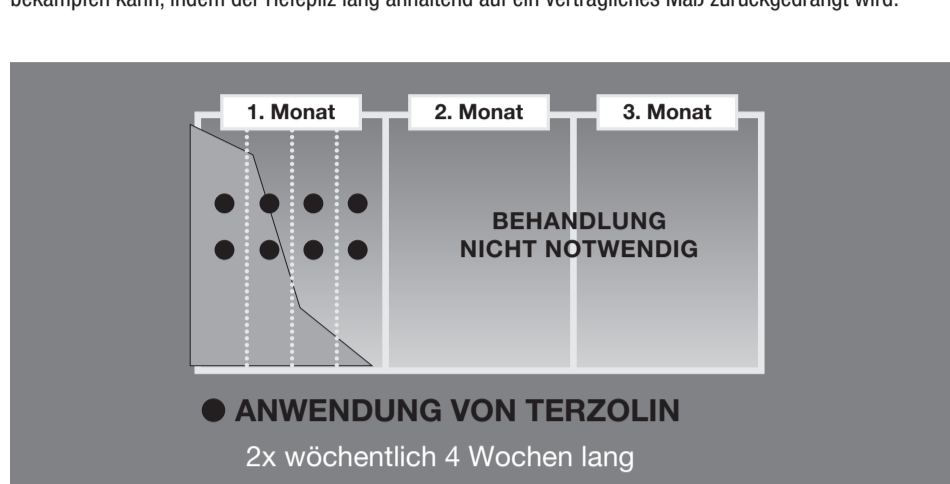 bekämpfen kann, indem der Hefepilz lang anhaltend auf ein verträgliches Maß zurückgedrängt wird.
1. Monat 2. Monat 3. Monat
BEHANDLUNG
NICHT NOTWENDIG
ANWENDUNG VON TERZOLIN
2x wöchentlich 4 Wochen lang